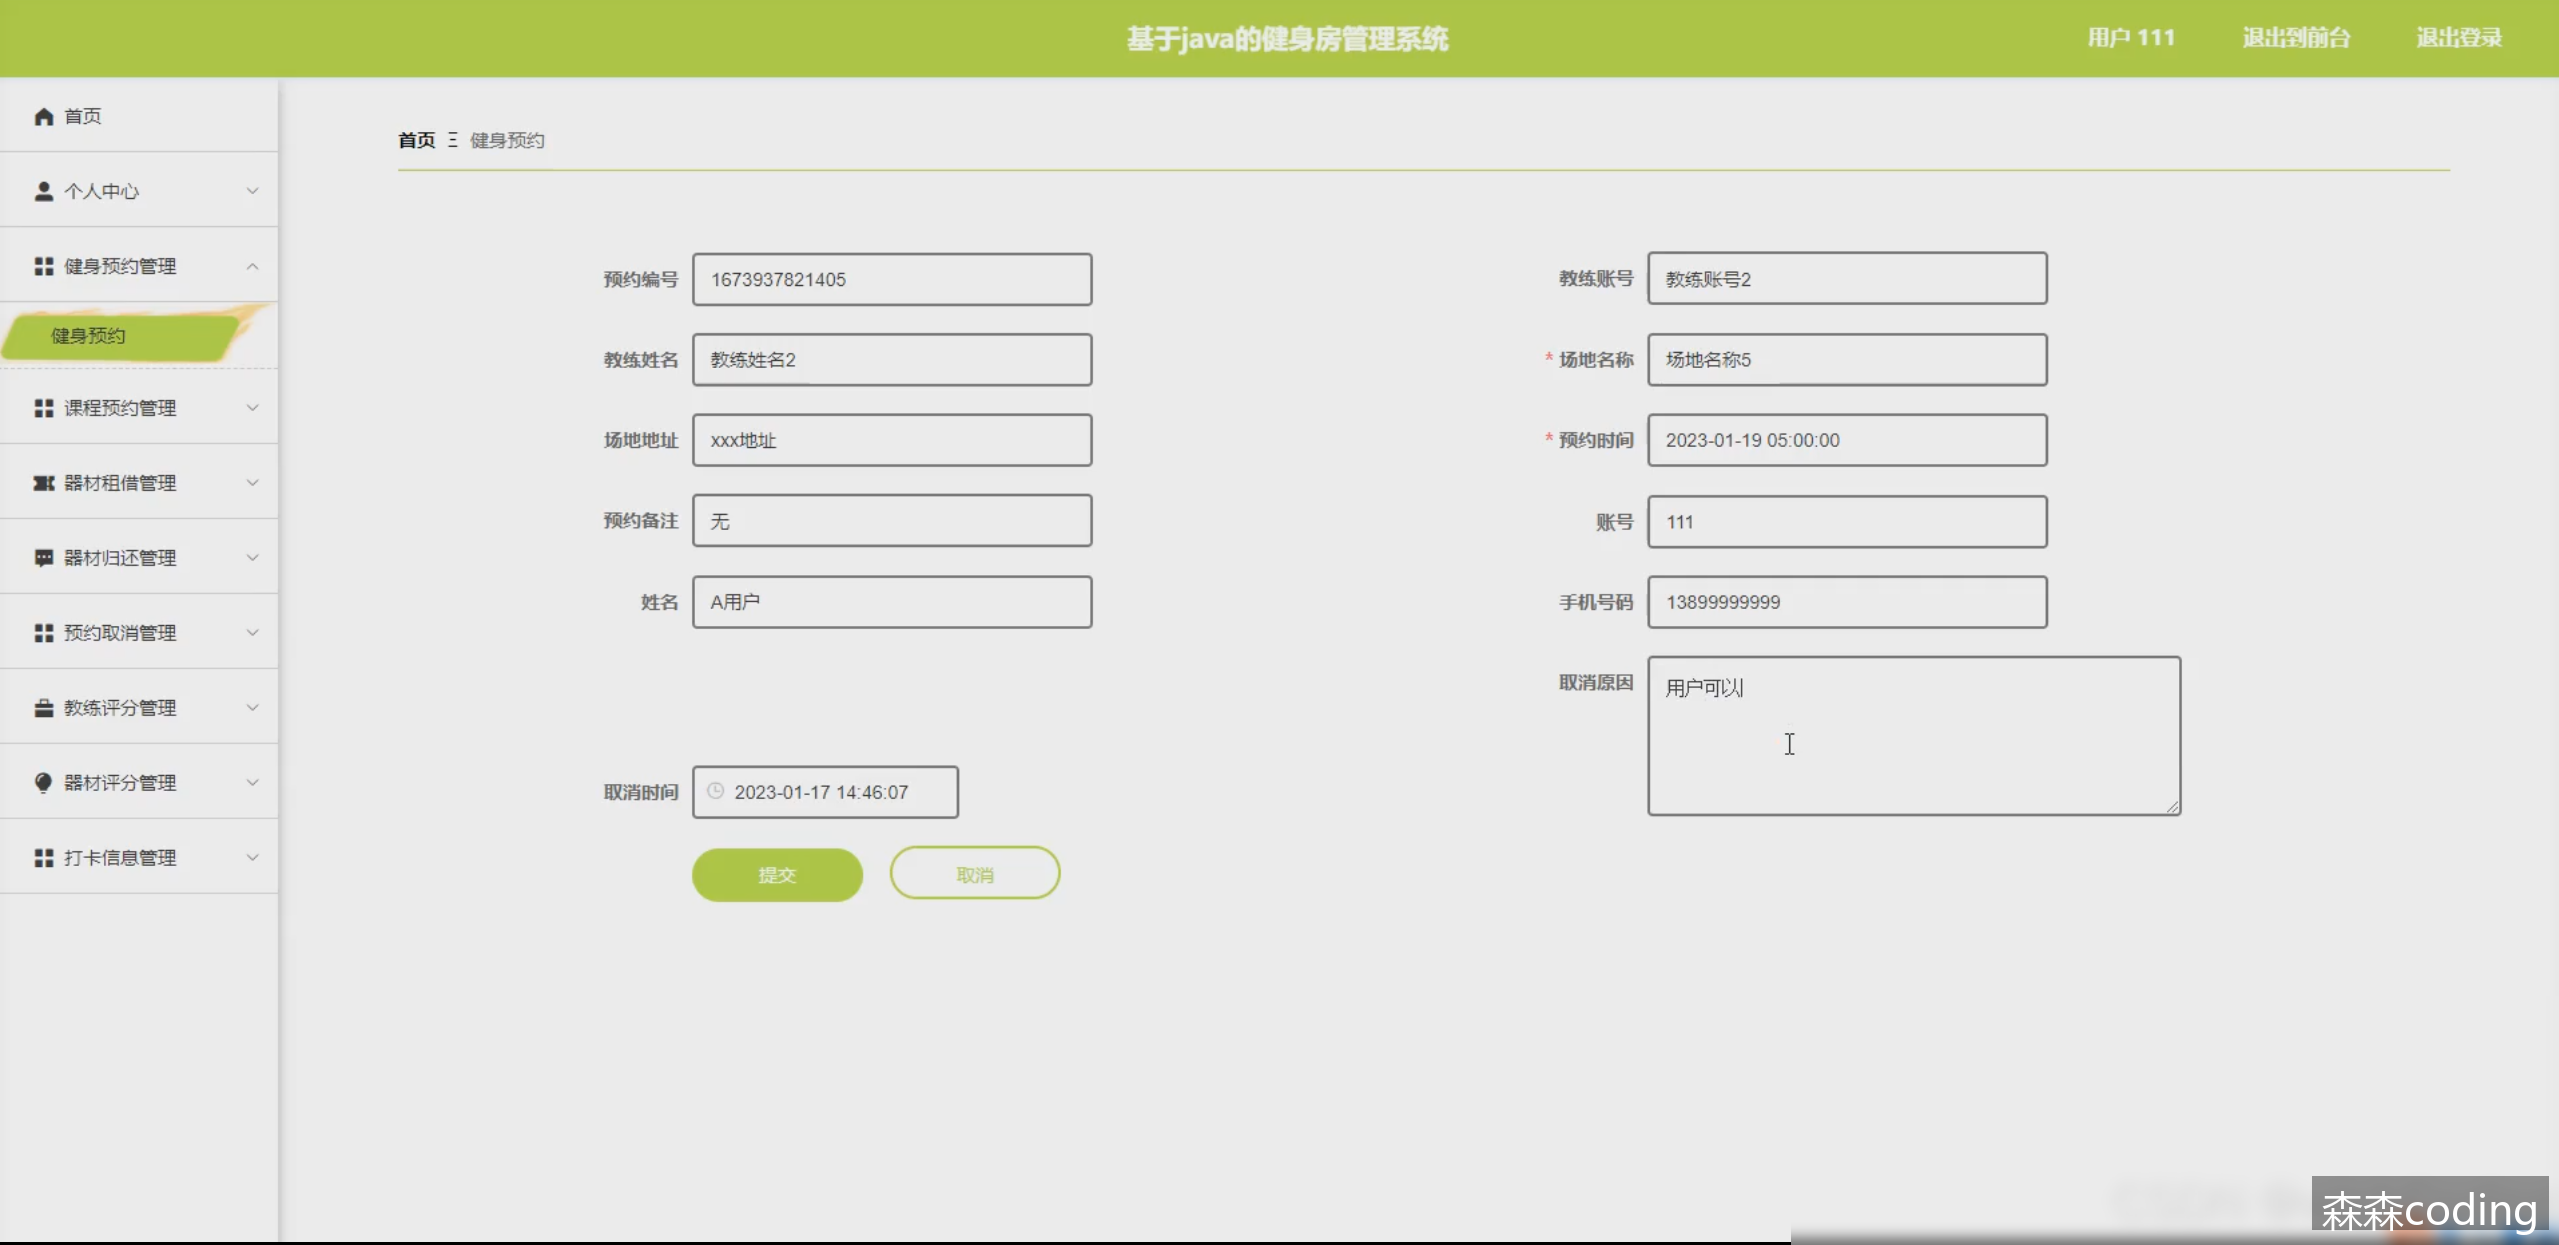 基于java的健身房管理系统
用户 111
退出到前台
退出登录
首页
个人中心
健身预约管理
健身预约
课程预约管理
器材租借管理
器材归还管理
预约取消管理
教练评分管理
器材评分管理
打卡信息管理
首页 Ξ 健身预约
预约编号 1673937821405
教练账号 教练账号2
教练姓名 教练姓名2
* 场地名称 场地名称5
场地地址 xxx地址
* 预约时间 2023-01-19 05:00:00
预约备注 无
账号 111
姓名 A用户
手机号码 13899999999
取消原因 用户可以
取消时间 2023-01-17 14:46:07
提交
取消
森森coding